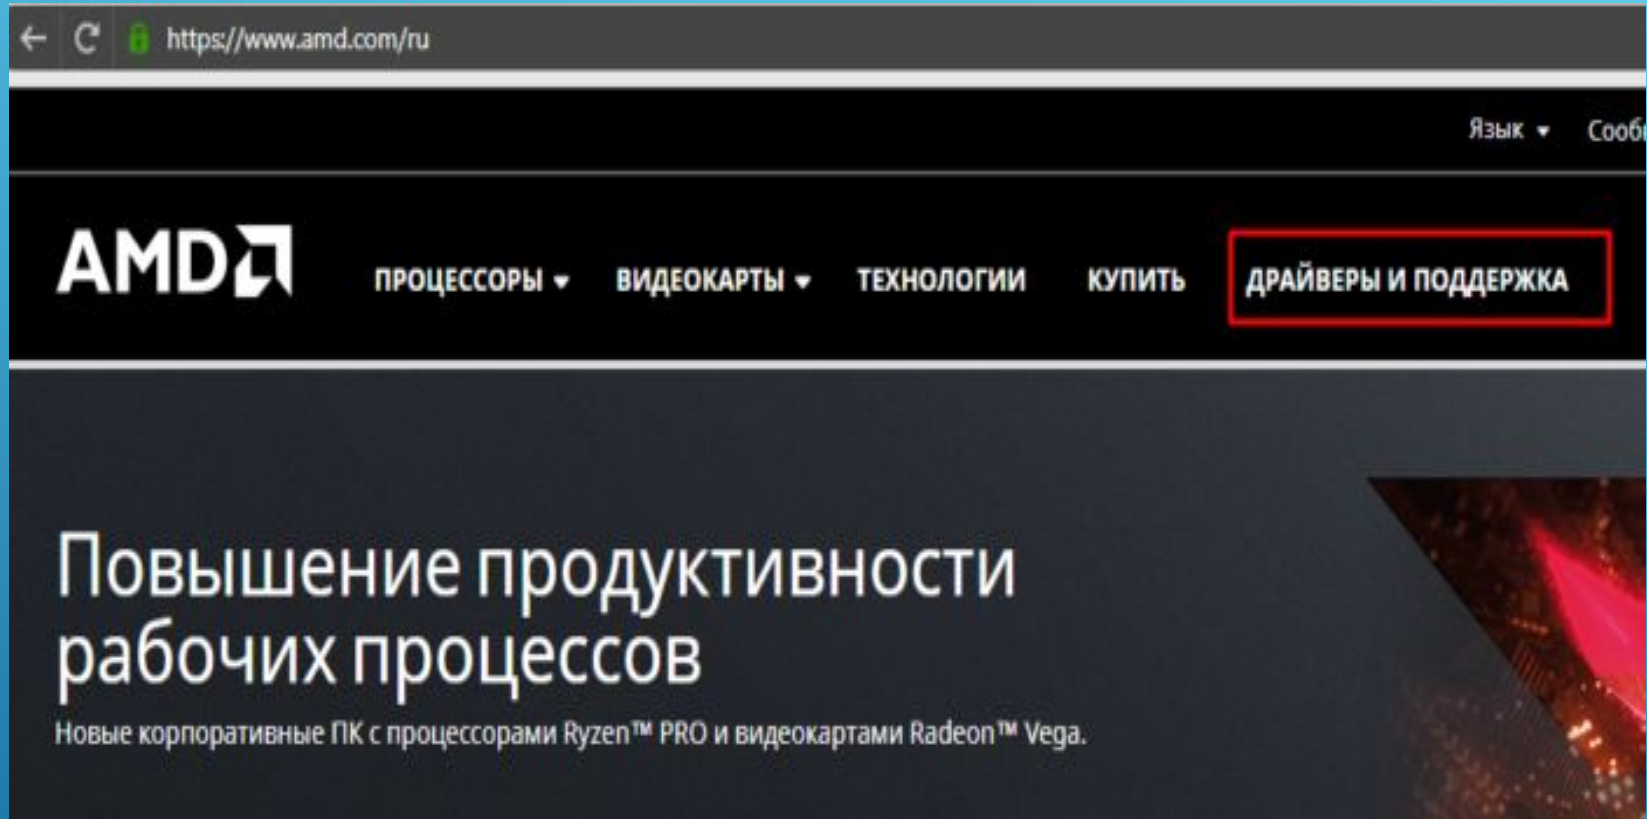 https://www.amd.com/ru
Язык
AMD
ПРОЦЕССОРЫ ВИДЕОКАРТЫ ТЕХНОЛОГИИ КУПИТЬ ДРАЙВЕРЫ И ПОДДЕРЖКА
Повышение продуктивности
рабочих процессов
Новые корпоративные ПК с процессорами Ryzen™ PRO и видеокартами Radeon™ Vega.